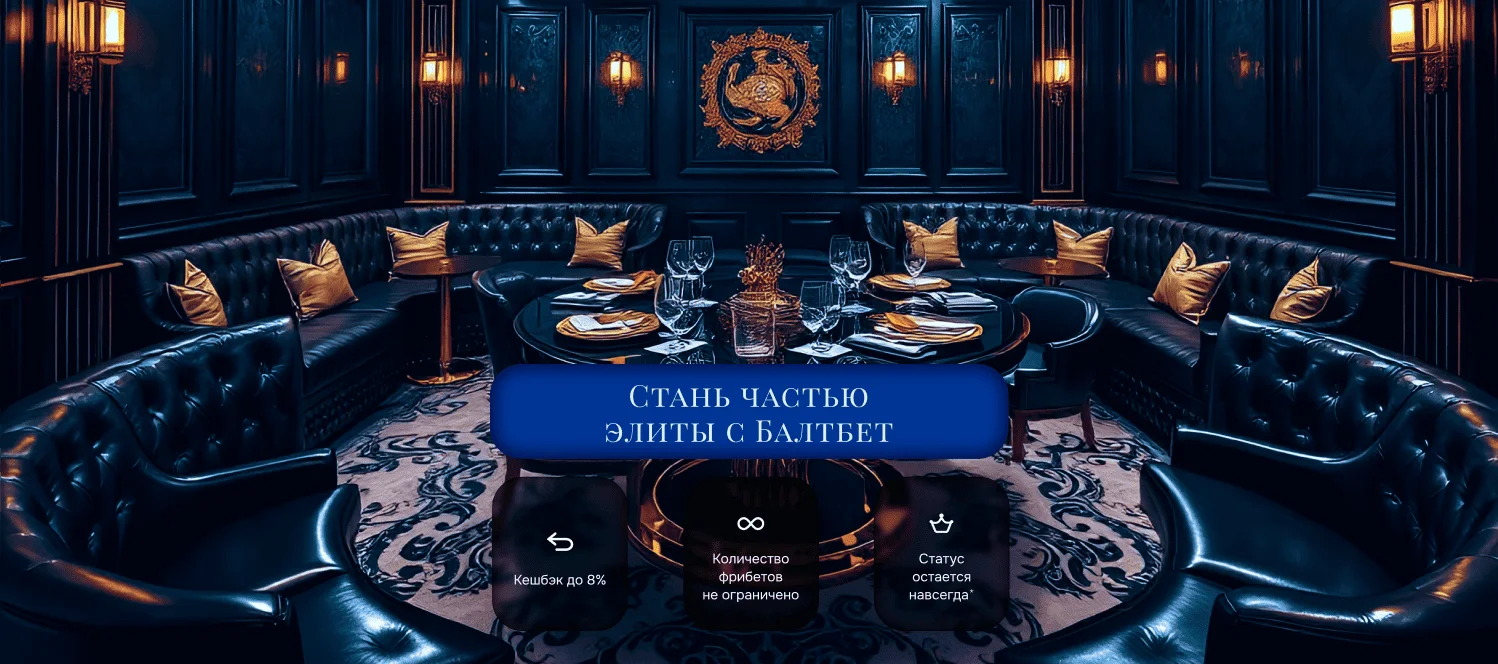 Стань частью
элиты с Балтбет
Кешбэк до 8%
Количество
фрибетов
не ограничено
Статус
остается
навсегда*